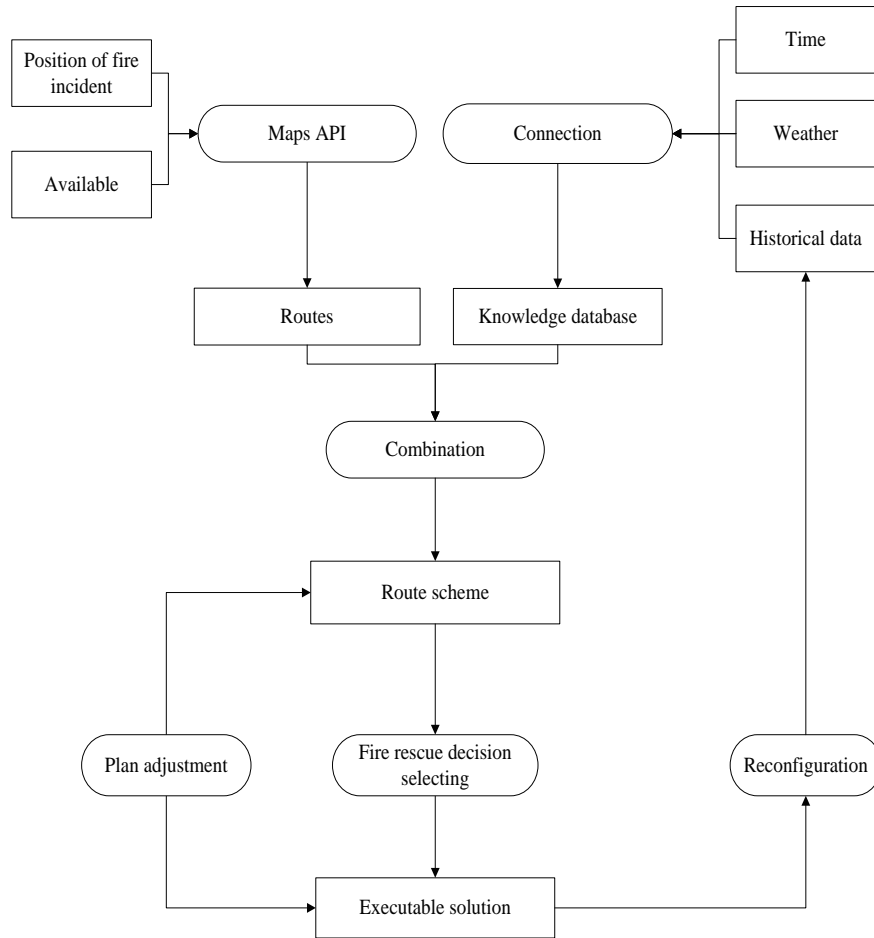 Time
Position of fire
incident
Maps API
Connection
Weather
Available
Historical data
Routes
Knowledge database
Combination
Route scheme
Plan adjustment
Fire rescue decision
selecting
Reconfiguration
Executable solution